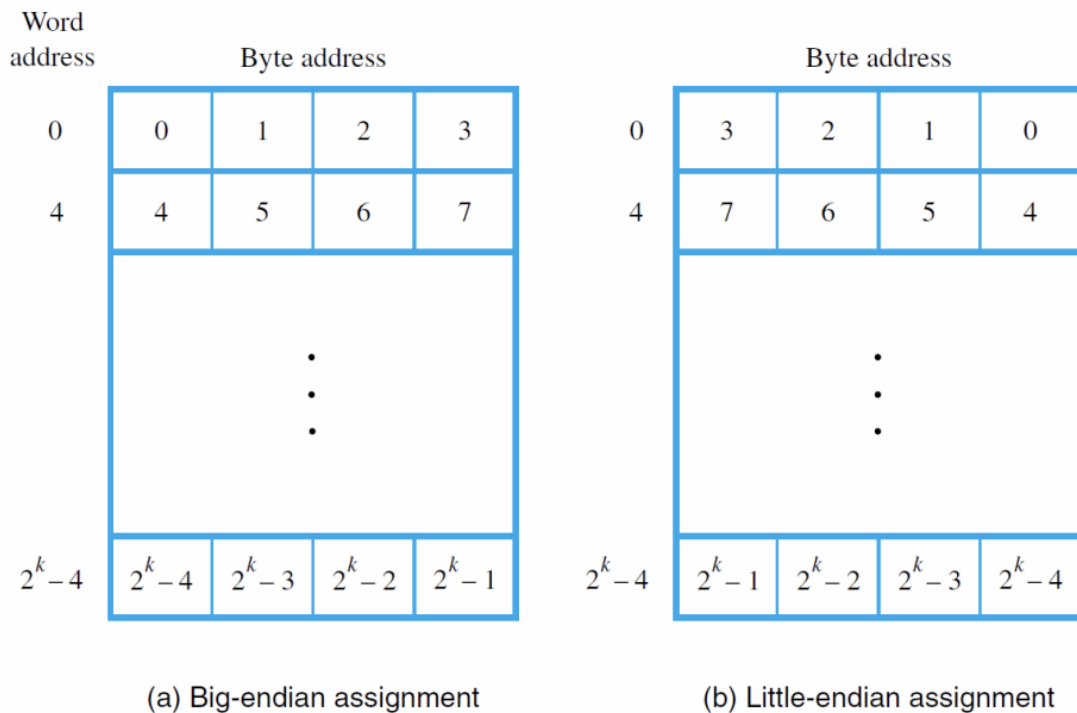 Word
address
Byte address
Byte address
0
0 1 2 3
0
3 2 1 0
4
4 5 6 7
4
7 6 5 4
2^k – 4
2^k – 4 2^k – 3 2^k – 2 2^k – 1
2^k – 4
2^k – 1 2^k – 2 2^k – 3 2^k – 4
(a) Big-endian assignment
(b) Little-endian assignment